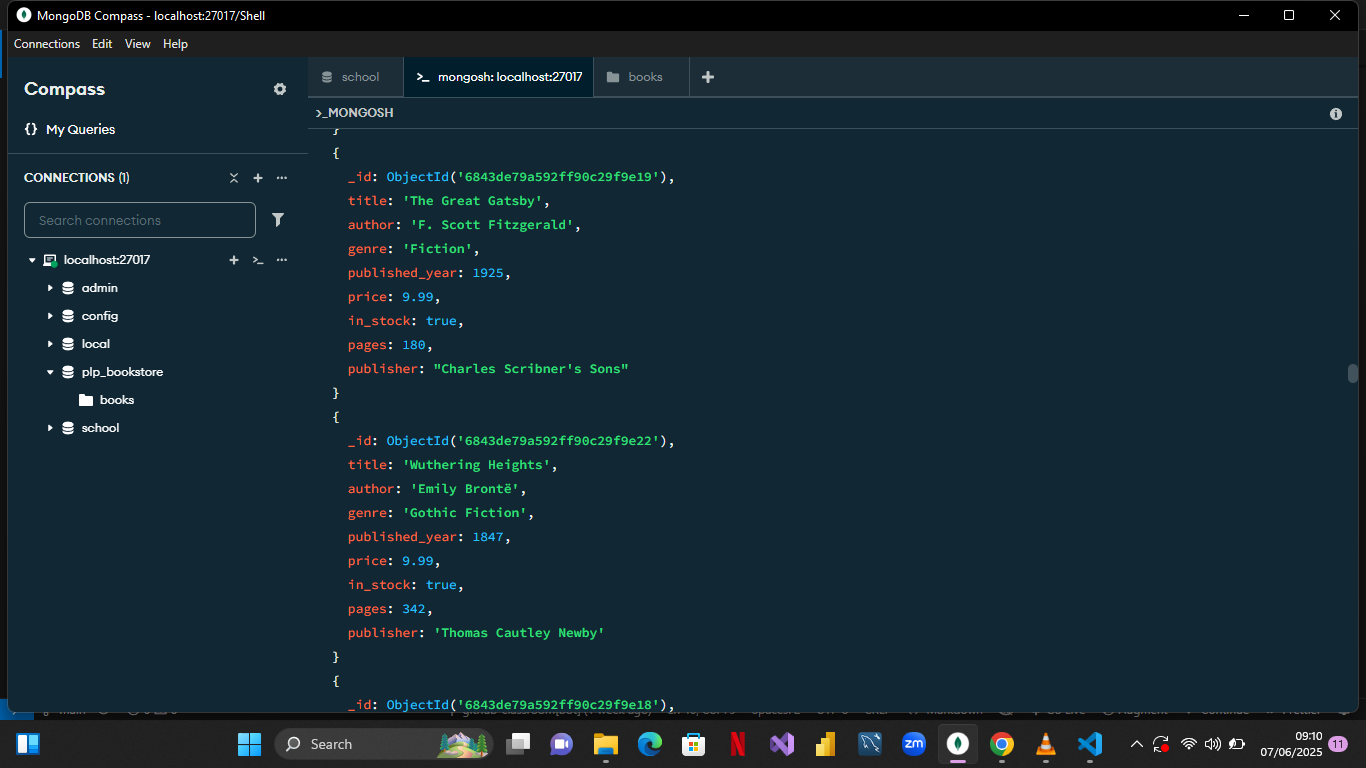 MongoDB Compass - localhost:27017/Shell
Connections Edit View Help
Compass
{} My Queries
CONNECTIONS (1)
Search connections
localhost:27017
admin
config
local
plp_bookstore
books
school
school
>_ mongosh: localhost:27017
books
>_MONGOSH
}
{
_id: ObjectId('6843de79a592ff90c29f9e19'),
title: 'The Great Gatsby',
author: 'F. Scott Fitzgerald',
genre: 'Fiction',
published_year: 1925,
price: 9.99,
in_stock: true,
pages: 180,
publisher: "Charles Scribner's Sons"
}
{
_id: ObjectId('6843de79a592ff90c29f9e22'),
title: 'Wuthering Heights',
author: 'Emily Brontë',
genre: 'Gothic Fiction',
published_year: 1847,
price: 9.99,
in_stock: true,
pages: 342,
publisher: 'Thomas Cautley Newby'
}
{
_id: ObjectId('6843de79a592ff90c29f9e18'),
Search
zm
09:10
07/06/2025
11